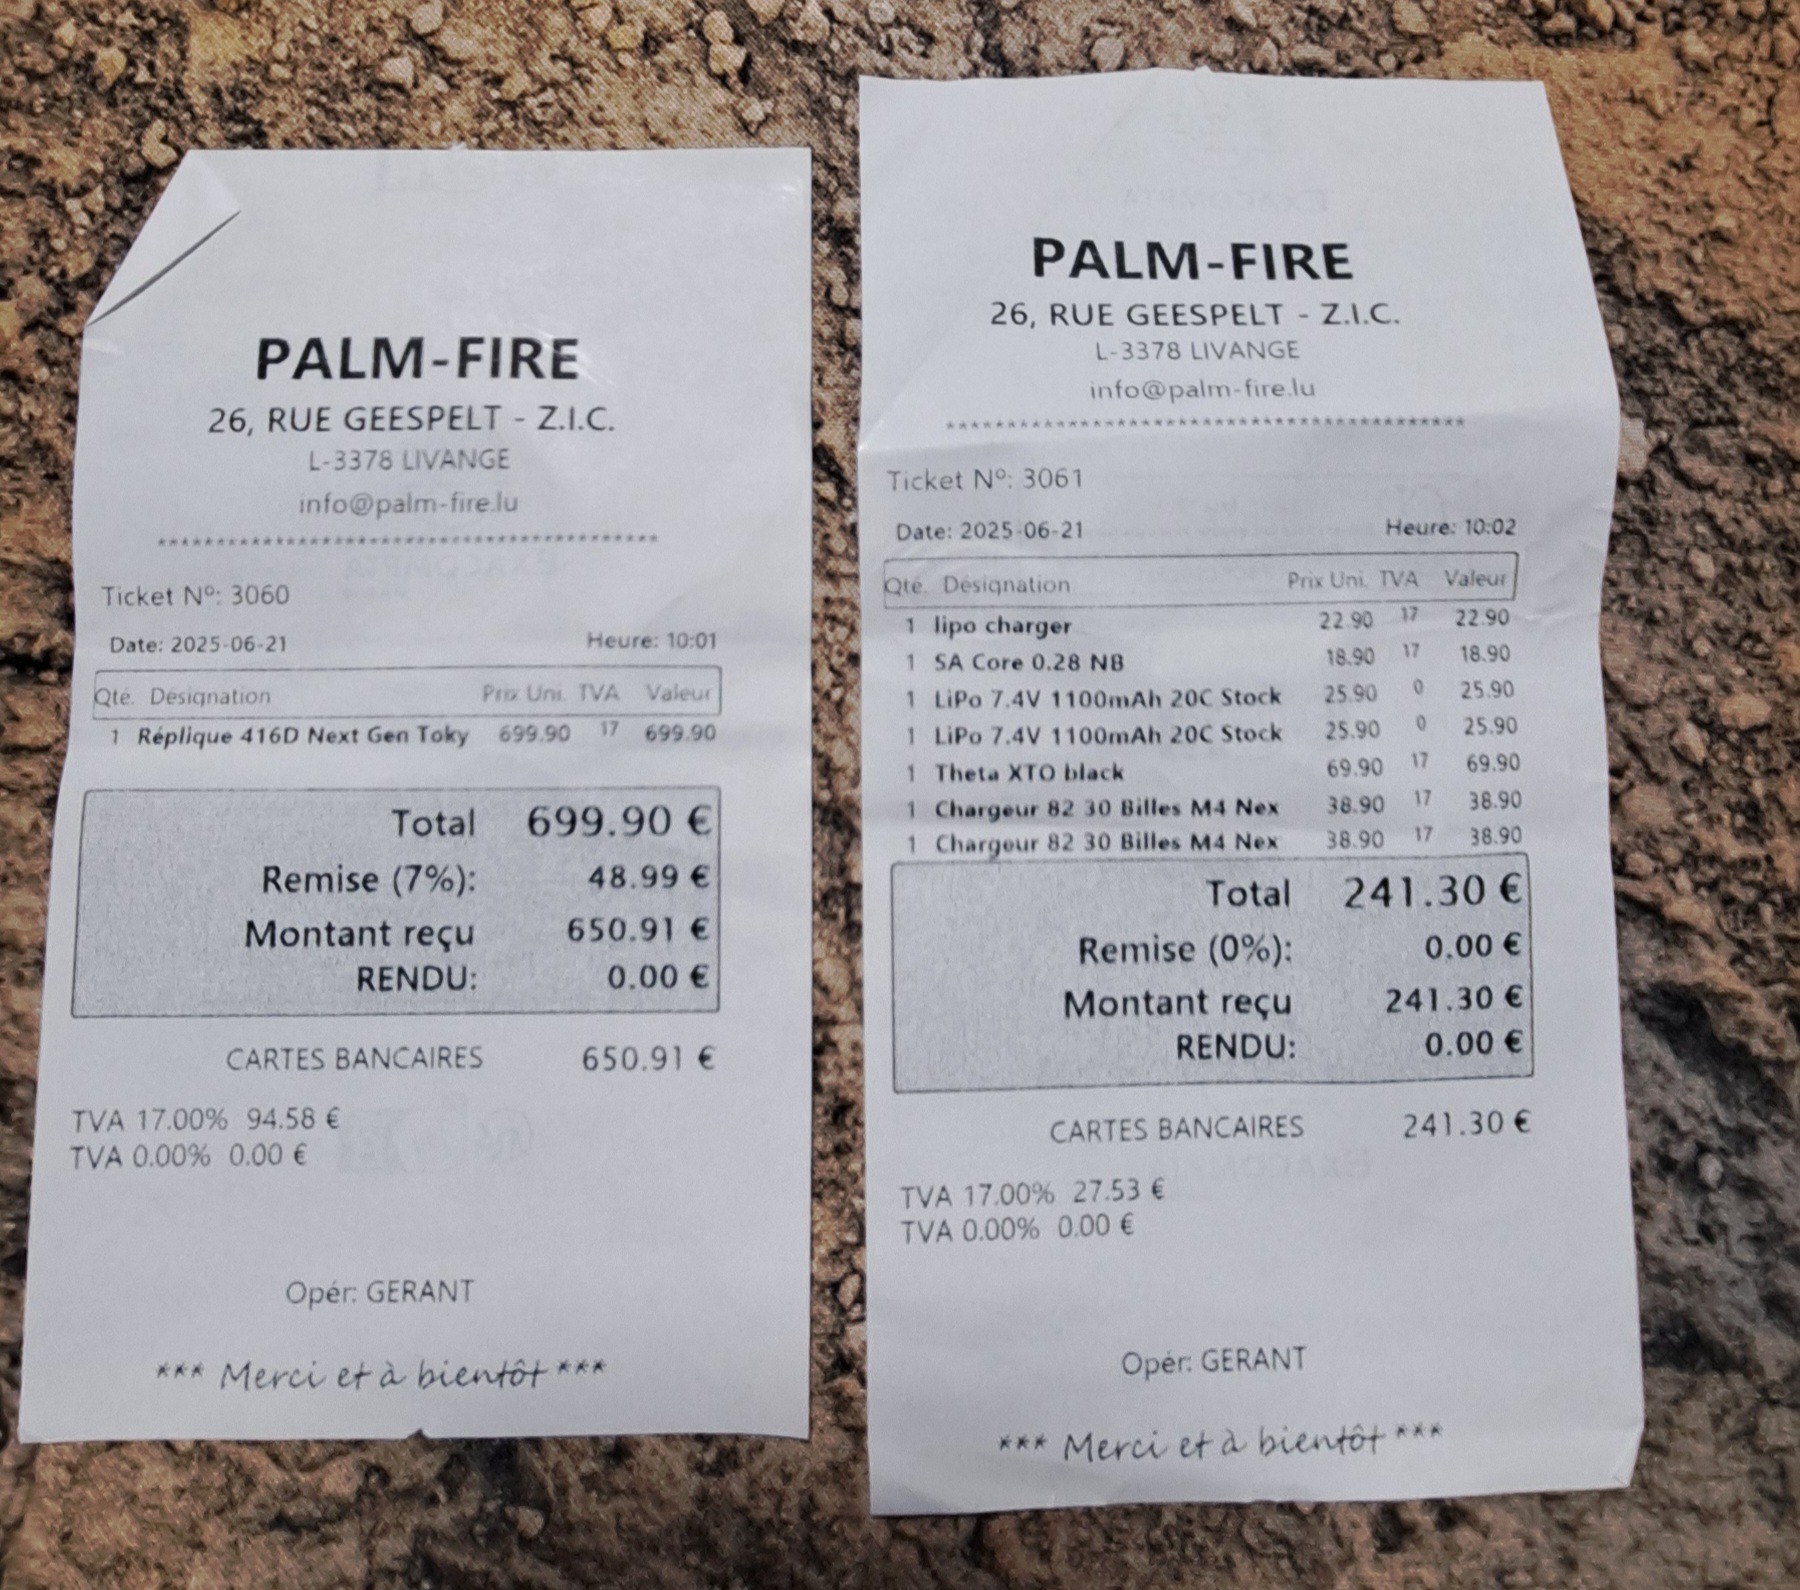 PALM-FIRE
26, RUE GEESPELT - Z.I.C.
L-3378 LIVANGE
info@palm-fire.lu
******************************************
Ticket Nº: 3060
Date: 2025-06-21 Heure: 10:01
Qté. Désignation Prix Uni. TVA Valeur
1 Réplique 416D Next Gen Toky 699.90 17 699.90
Total 699.90 €
Remise (7%): 48.99 €
Montant reçu 650.91 €
RENDU: 0.00 €
CARTES BANCAIRES 650.91 €
TVA 17.00% 94.58 €
TVA 0.00% 0.00 €
Opér: GERANT
*** Merci et à bientôt ***
PALM-FIRE
26, RUE GEESPELT - Z.I.C.
L-3378 LIVANGE
info@palm-fire.lu
******************************************
Ticket Nº: 3061
Date: 2025-06-21 Heure: 10:02
Qté. Désignation Prix Uni. TVA Valeur
1 lipo charger 22.90 17 22.90
1 SA Core 0.28 NB 18.90 17 18.90
1 LiPo 7.4V 1100mAh 20C Stock 25.90 0 25.90
1 LiPo 7.4V 1100mAh 20C Stock 25.90 0 25.90
1 Theta XTO black 69.90 17 69.90
1 Chargeur 82 30 Billes M4 Nex 38.90 17 38.90
1 Chargeur 82 30 Billes M4 Nex 38.90 17 38.90
Total 241.30 €
Remise (0%): 0.00 €
Montant reçu 241.30 €
RENDU: 0.00 €
CARTES BANCAIRES 241.30 €
TVA 17.00% 27.53 €
TVA 0.00% 0.00 €
Opér: GERANT
*** Merci et à bientôt ***